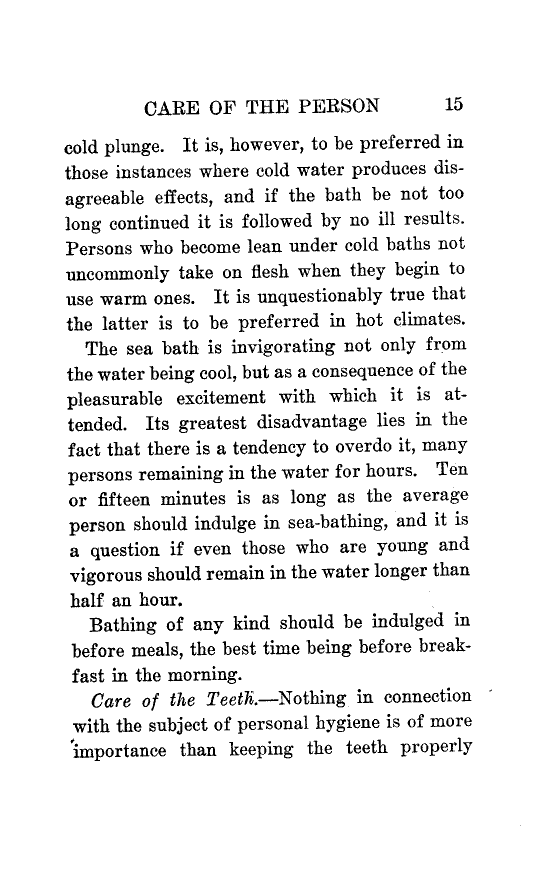 CARE OF THE PERSON 15
cold plunge. It is, however, to be preferred in
those instances where cold water produces dis-
agreeable effects, and if the bath be not too
long continued it is followed by no ill results.
Persons who become lean under cold baths not
uncommonly take on flesh when they begin to
use warm ones. It is unquestionably true that
the latter is to be preferred in hot climates.
The sea bath is invigorating not only from
the water being cool, but as a consequence of the
pleasurable excitement with which it is at-
tended. Its greatest disadvantage lies in the
fact that there is a tendency to overdo it, many
persons remaining in the water for hours. Ten
or fifteen minutes is as long as the average
person should indulge in sea-bathing, and it is
a question if even those who are young and
vigorous should remain in the water longer than
half an hour.
Bathing of any kind should be indulged in
before meals, the best time being before break-
fast in the morning.
Care of the Teeth.—Nothing in connection
with the subject of personal hygiene is of more
importance than keeping the teeth properly